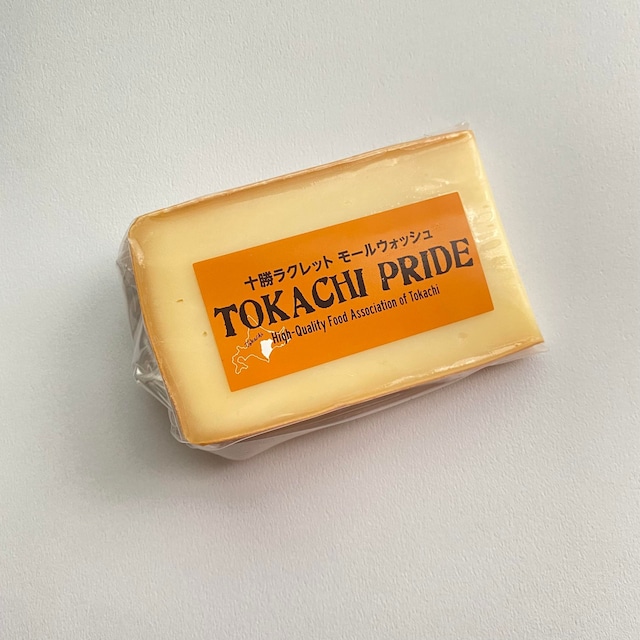 十勝ラクレット モールウォッシュ
TOKACHI PRIDE
High-Quality Food Association of Tokachi